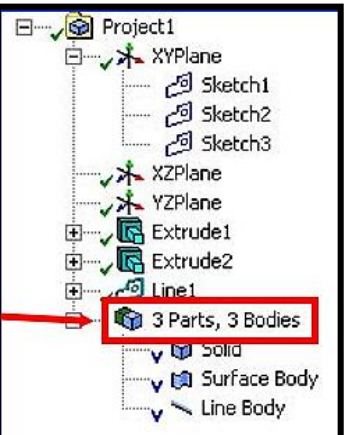 Project1
XYPlane
Sketch1
Sketch2
Sketch3
XZPlane
YZPlane
Extrude1
Extrude2
Line1
3 Parts, 3 Bodies
Solid
Surface Body
Line Body